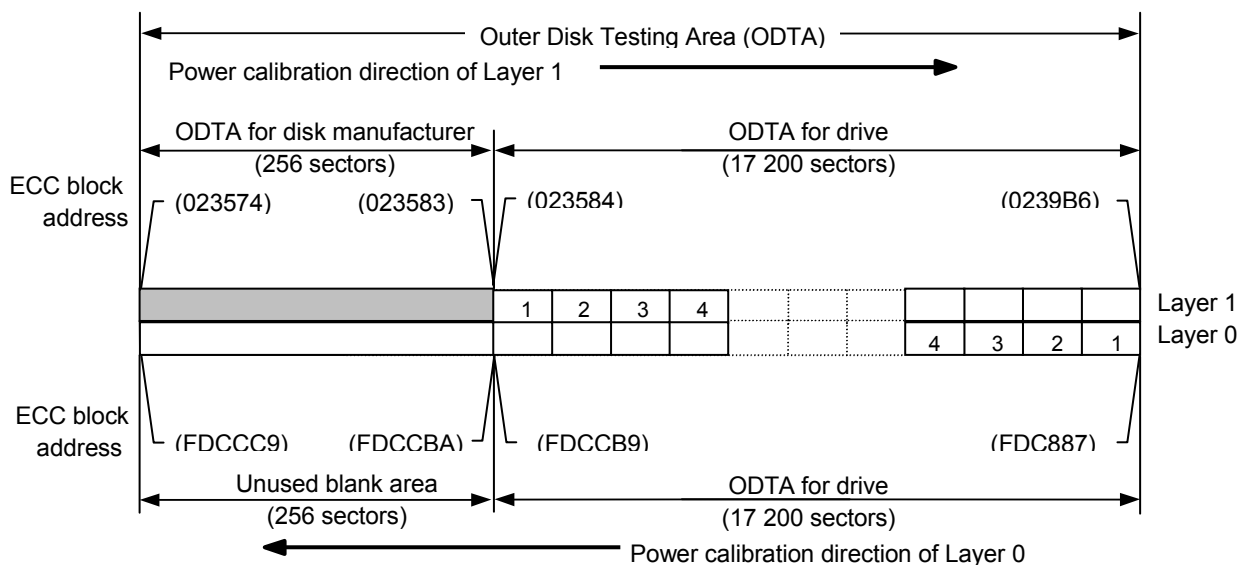 Outer Disk Testing Area (ODTA)
Power calibration direction of Layer 1
ODTA for disk manufacturer
(256 sectors)
ODTA for drive
(17 200 sectors)
ECC block
address
(023574)
(023583)
(023584)
(0239B6)
1 2 3 4
Layer 1
4 3 2 1
Layer 0
ECC block
address
(FDCCC9)
(FDCCBA)
(FDCCB9)
(FDC887)
Unused blank area
(256 sectors)
ODTA for drive
(17 200 sectors)
Power calibration direction of Layer 0